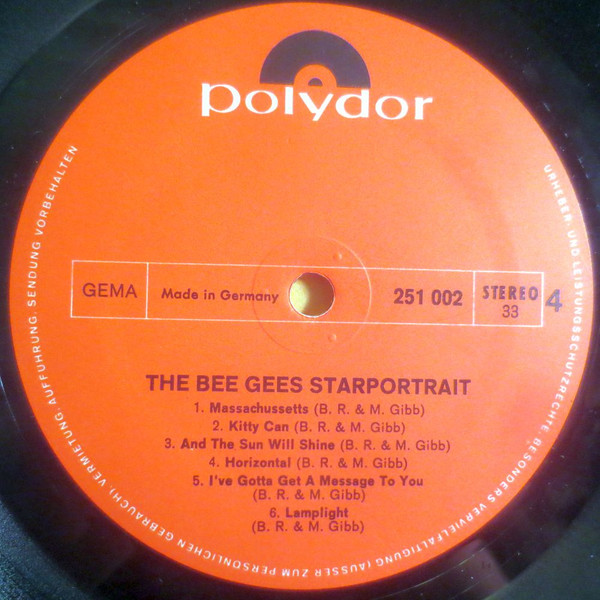 polydor
URHEBER- UND LEISTUNGSSCHUTZRECHTE, BESONDERS VERVIELFÄLTIGUNG (AUSSER ZUM PERSÖNLICHEN GEBRAUCH), VERMIETUNG, AUFFÜHRUNG, SENDUNG VORBEHALTEN
GEMA Made in Germany 251 002 STEREO 33 4
THE BEE GEES STARPORTRAIT
1. Massachussetts (B. R. & M. Gibb)
2. Kitty Can (B. R. & M. Gibb)
3. And The Sun Will Shine (B. R. & M. Gibb)
4. Horizontal (B. R. & M. Gibb)
5. I've Gotta Get A Message To You
(B. R. & M. Gibb)
6. Lamplight
(B. R. & M. Gibb)